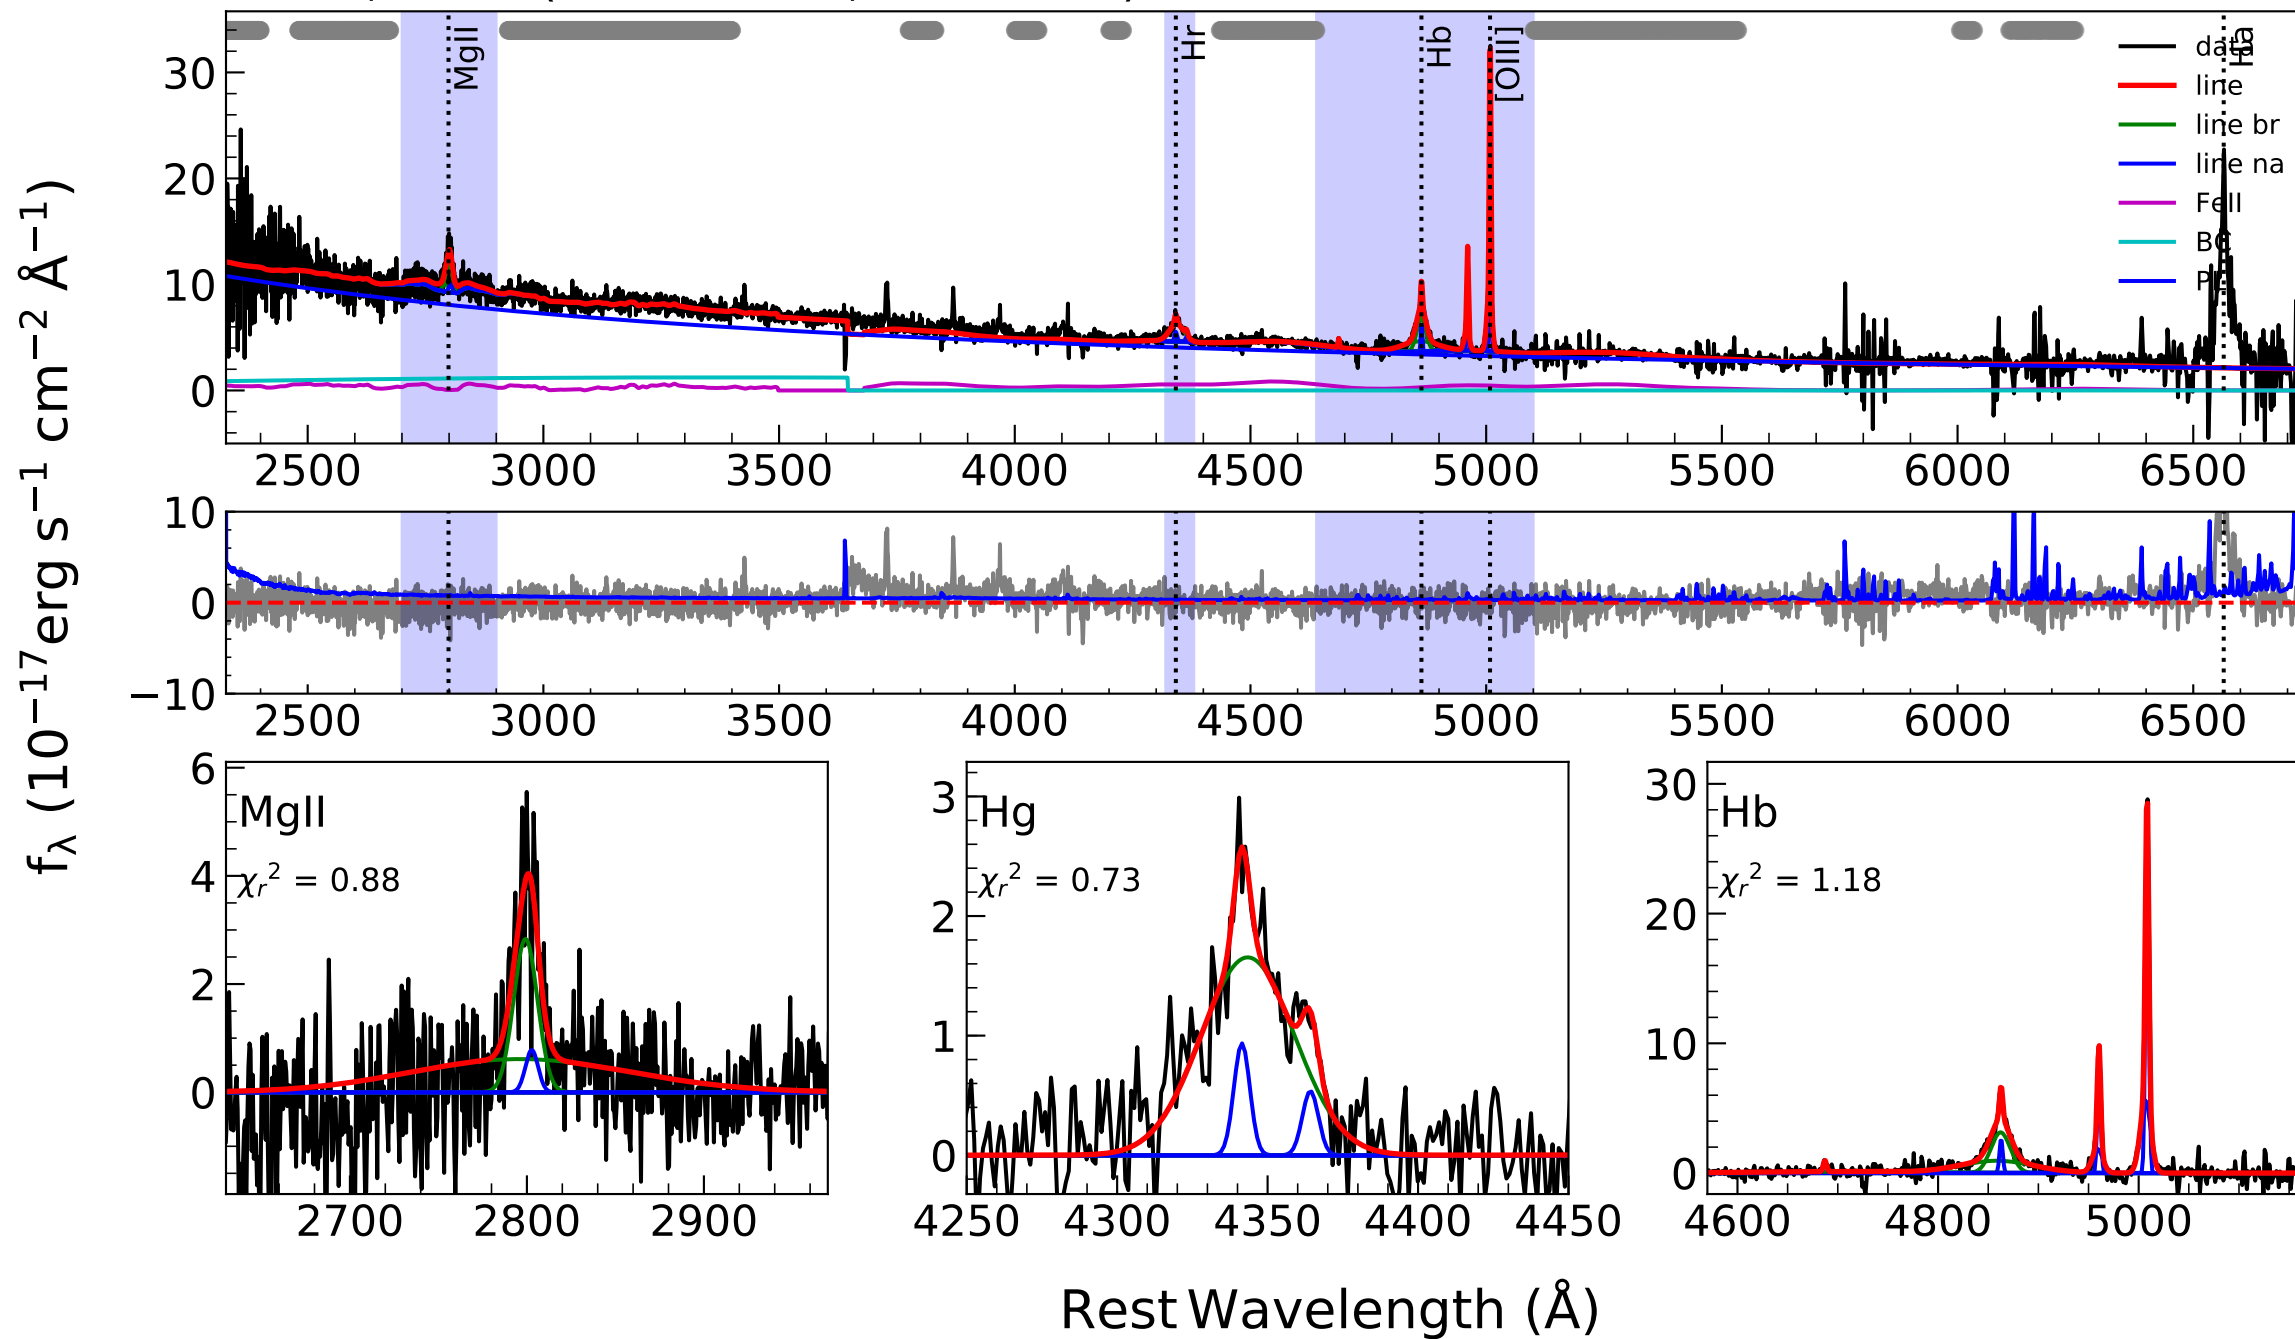 MgII
Hr
Hb
[OIII]
Ha
data
line
line br
line na
FeII
BC
PL
30
20
10
0
2500 3000 3500 4000 4500 5000 5500 6000 6500
10
0
−10
2500 3000 3500 4000 4500 5000 5500 6000 6500
f_λ (10⁻¹⁷erg s⁻¹ cm⁻² Å⁻¹)
MgII
χᵣ² = 0.88
6
4
2
0
2700 2800 2900
Hg
χᵣ² = 0.73
3
2
1
0
4250 4300 4350 4400 4450
Hb
χᵣ² = 1.18
30
20
10
0
4600 4800 5000
Rest Wavelength (Å)